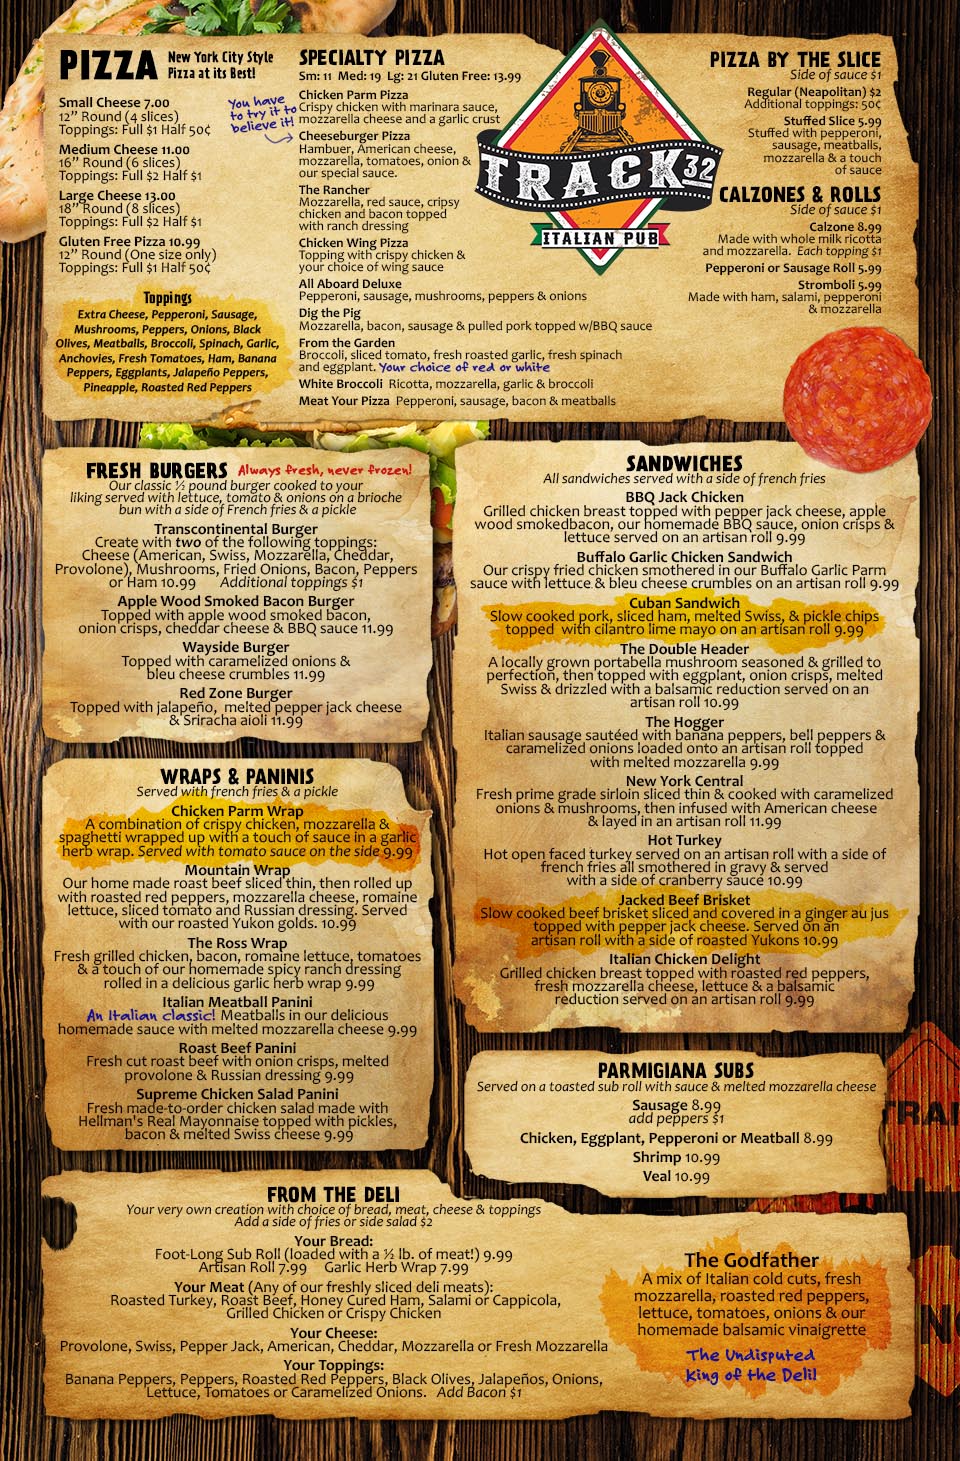 PIZZA
New York City Style
Pizza at its Best!
Small Cheese 7.00
12” Round (4 slices)
Toppings: Full $1 Half 50¢
Medium Cheese 11.00
16” Round (6 slices)
Toppings: Full $2 Half $1
Large Cheese 13.00
18” Round (8 slices)
Toppings: Full $2 Half $1
Gluten Free Pizza 10.99
12” Round (One size only)
Toppings: Full $1 Half 50¢
You have
to try it to
believe it!
Toppings
Extra Cheese, Pepperoni, Sausage,
Mushrooms, Peppers, Onions, Black
Olives, Meatballs, Broccoli, Spinach, Garlic,
Anchovies, Fresh Tomatoes, Ham, Banana
Peppers, Eggplants, Jalapeño Peppers,
Pineapple, Roasted Red Peppers
SPECIALTY PIZZA
Sm: 11 Med: 19 Lg: 21 Gluten Free: 13.99
Chicken Parm Pizza
Crispy chicken with marinara sauce,
mozzarella cheese and a garlic crust
Cheeseburger Pizza
Hambuer, American cheese,
mozzarella, tomatoes, onion &
our special sauce.
The Rancher
Mozzarella, red sauce, cripsy
chicken and bacon topped
with ranch dressing
Chicken Wing Pizza
Topping with crispy chicken &
your choice of wing sauce
All Aboard Deluxe
Pepperoni, sausage, mushrooms, peppers & onions
Dig the Pig
Mozzarella, bacon, sausage & pulled pork topped w/BBQ sauce
From the Garden
Broccoli, sliced tomato, fresh roasted garlic, fresh spinach
and eggplant. Your choice of red or white
White Broccoli Ricotta, mozzarella, garlic & broccoli
Meat Your Pizza Pepperoni, sausage, bacon & meatballs
TRACK 32
ITALIAN PUB
PIZZA BY THE SLICE
Side of sauce $1
Regular (Neapolitan) $2
Additional toppings: 50¢
Stuffed Slice 5.99
Stuffed with pepperoni,
sausage, meatballs,
mozzarella & a touch
of sauce
CALZONES & ROLLS
Side of sauce $1
Calzone 8.99
Made with whole milk ricotta
and mozzarella. Each topping $1
Pepperoni or Sausage Roll 5.99
Stromboli 5.99
Made with ham, salami, pepperoni
& mozzarella
FRESH BURGERS Always fresh, never frozen!
Our classic ½ pound burger cooked to your
liking served with lettuce, tomato & onions on a brioche
bun with a side of French fries & a pickle
Transcontinental Burger
Create with two of the following toppings:
Cheese (American, Swiss, Mozzarella, Cheddar,
Provolone), Mushrooms, Fried Onions, Bacon, Peppers
or Ham 10.99 Additional toppings $1
Apple Wood Smoked Bacon Burger
Topped with apple wood smoked bacon,
onion crisps, cheddar cheese & BBQ sauce 11.99
Wayside Burger
Topped with caramelized onions &
bleu cheese crumbles 11.99
Red Zone Burger
Topped with jalapeño, melted pepper jack cheese
& Sriracha aioli 11.99
WRAPS & PANINIS
Served with french fries & a pickle
Chicken Parm Wrap
A combination of crispy chicken, mozzarella &
spaghetti wrapped up with a touch of sauce in a garlic
herb wrap. Served with tomato sauce on the side 9.99
Mountain Wrap
Our home made roast beef sliced thin, then rolled up
with roasted red peppers, mozzarella cheese, romaine
lettuce, sliced tomato and Russian dressing. Served
with our roasted Yukon golds. 10.99
The Ross Wrap
Fresh grilled chicken, bacon, romaine lettuce, tomatoes
& a touch of our homemade spicy ranch dressing
rolled in a delicious garlic herb wrap 9.99
Italian Meatball Panini
An Italian classic! Meatballs in our delicious
homemade sauce with melted mozzarella cheese 9.99
Roast Beef Panini
Fresh cut roast beef with onion crisps, melted
provolone & Russian dressing 9.99
Supreme Chicken Salad Panini
Fresh made-to-order chicken salad made with
Hellman's Real Mayonnaise topped with pickles,
bacon & melted Swiss cheese 9.99
SANDWICHES
All sandwiches served with a side of french fries
BBQ Jack Chicken
Grilled chicken breast topped with pepper jack cheese, apple
wood smokedbacon, our homemade BBQ sauce, onion crisps &
lettuce served on an artisan roll 9.99
Buffalo Garlic Chicken Sandwich
Our crispy fried chicken smothered in our Buffalo Garlic Parm
sauce with lettuce & bleu cheese crumbles on an artisan roll 9.99
Cuban Sandwich
Slow cooked pork, sliced ham, melted Swiss, & pickle chips
topped with cilantro lime mayo on an artisan roll 9.99
The Double Header
A locally grown portabella mushroom seasoned & grilled to
perfection, then topped with eggplant, onion crisps, melted
Swiss & drizzled with a balsamic reduction served on an
artisan roll 10.99
The Hogger
Italian sausage sautéed with banana peppers, bell peppers &
caramelized onions loaded onto an artisan roll topped
with melted mozzarella 9.99
New York Central
Fresh prime grade sirloin sliced thin & cooked with caramelized
onions & mushrooms, then infused with American cheese
& layed in an artisan roll 11.99
Hot Turkey
Hot open faced turkey served on an artisan roll with a side of
french fries all smothered in gravy & served
with a side of cranberry sauce 10.99
Jacked Beef Brisket
Slow cooked beef brisket sliced and covered in a ginger au jus
topped with pepper jack cheese. Served on an
artisan roll with a side of roasted Yukons 10.99
Italian Chicken Delight
Grilled chicken breast topped with roasted red peppers,
fresh mozzarella cheese, lettuce & a balsamic
reduction served on an artisan roll 9.99
PARMIGIANA SUBS
Served on a toasted sub roll with sauce & melted mozzarella cheese
Sausage 8.99
add peppers $1
Chicken, Eggplant, Pepperoni or Meatball 8.99
Shrimp 10.99
Veal 10.99
FROM THE DELI
Your very own creation with choice of bread, meat, cheese & toppings
Add a side of fries or side salad $2
Your Bread:
Foot-Long Sub Roll (loaded with a ½ lb. of meat!) 9.99
Artisan Roll 7.99 Garlic Herb Wrap 7.99
Your Meat (Any of our freshly sliced deli meats):
Roasted Turkey, Roast Beef, Honey Cured Ham, Salami or Cappicola,
Grilled Chicken or Crispy Chicken
Your Cheese:
Provolone, Swiss, Pepper Jack, American, Cheddar, Mozzarella or Fresh Mozzarella
Your Toppings:
Banana Peppers, Peppers, Roasted Red Peppers, Black Olives, Jalapeños, Onions,
Lettuce, Tomatoes or Caramelized Onions. Add Bacon $1
The Godfather
A mix of Italian cold cuts, fresh
mozzarella, roasted red peppers,
lettuce, tomatoes, onions & our
homemade balsamic vinaigrette
The Undisputed
King of the Deli!